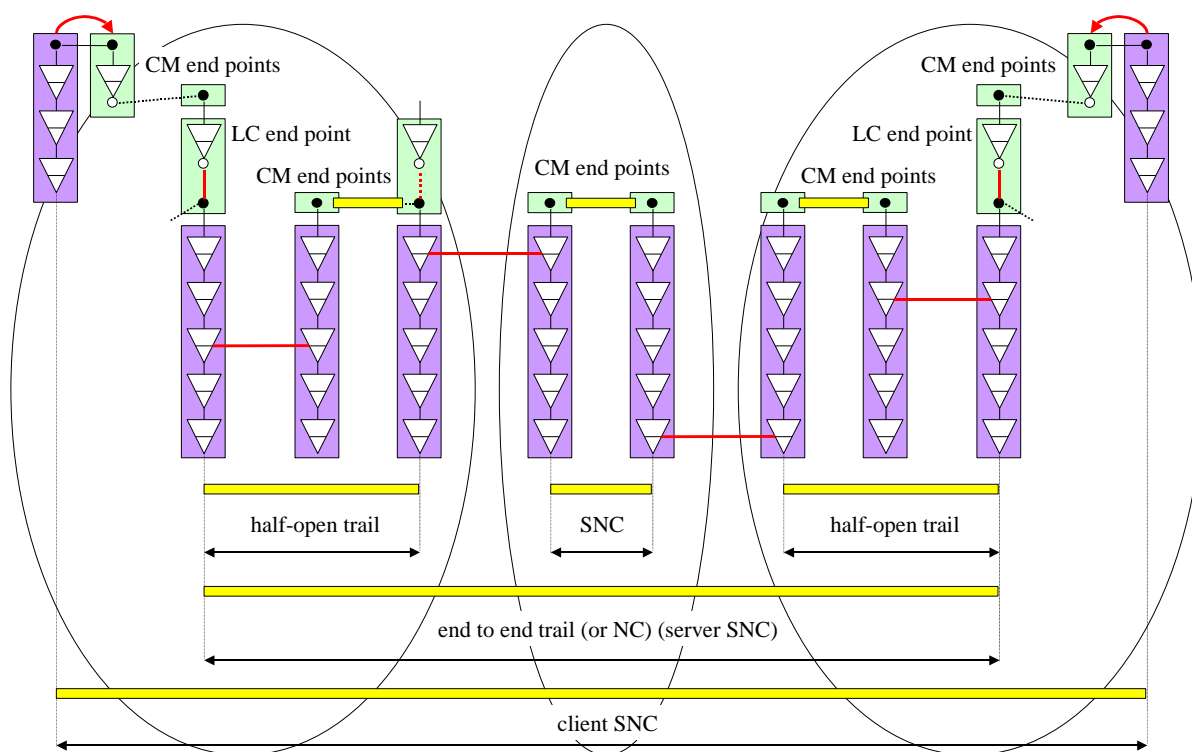 CM end points
CM end points
LC end point
LC end point
CM end points
CM end points
CM end points
half-open trail
SNC
half-open trail
end to end trail (or NC) (server SNC)
client SNC